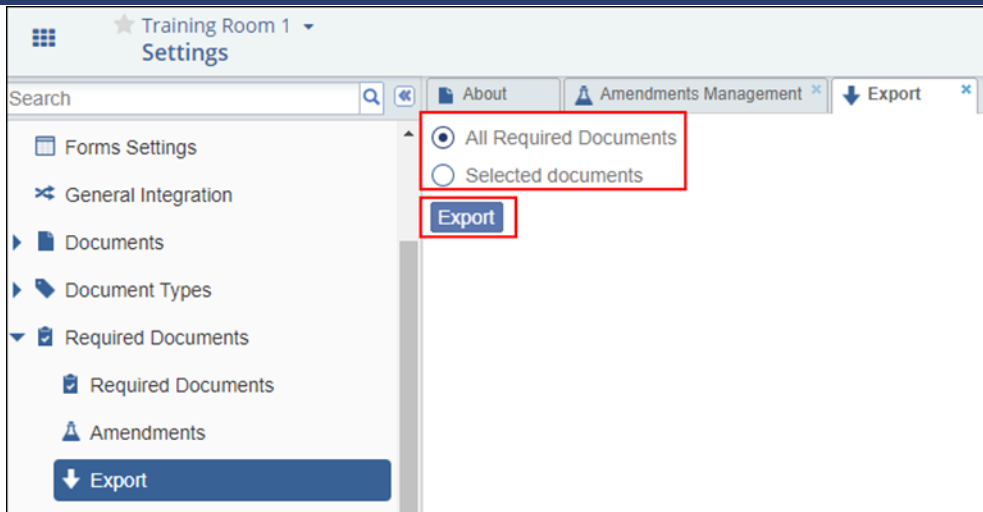 Training Room 1
Settings
Search
About
Amendments Management
Export
Forms Settings
General Integration
Documents
Document Types
Required Documents
Required Documents
Amendments
Export
All Required Documents
Selected documents
Export